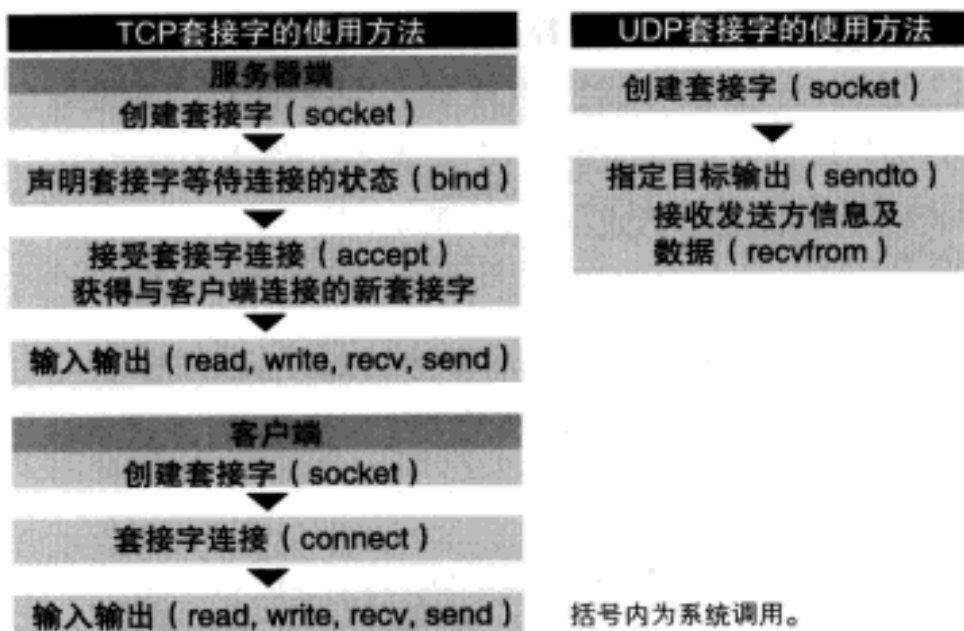 TCP套接字的使用方法
服务器端
创建套接字（socket）
声明套接字等待连接的状态（bind）
接受套接字连接（accept）
获得与客户端连接的新套接字
输入输出（read, write, recv, send）
客户端
创建套接字（socket）
套接字连接（connect）
输入输出（read, write, recv, send）
UDP套接字的使用方法
创建套接字（socket）
指定目标输出（sendto）
接收发送方信息及
数据（recvfrom）
括号内为系统调用。